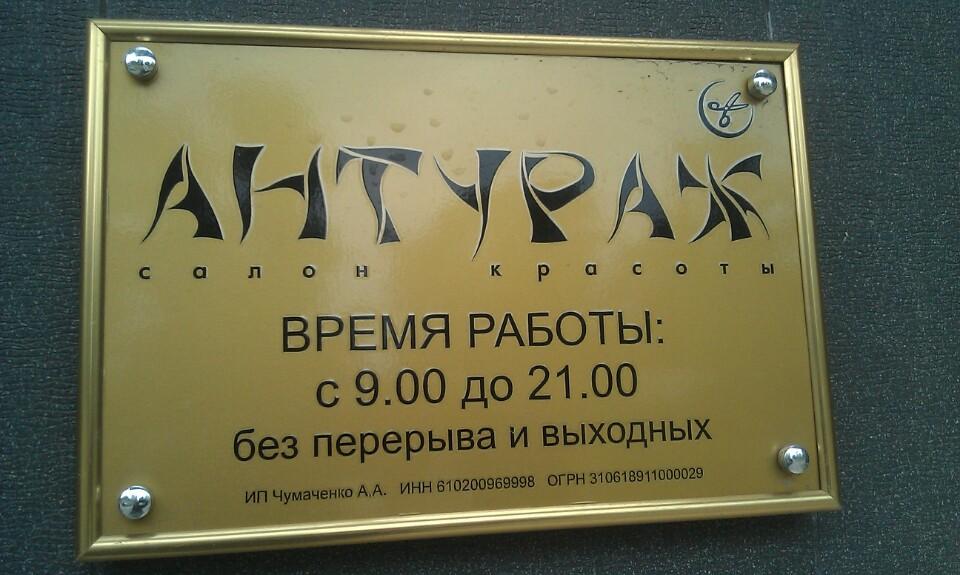 АНТУРАЖ
салон красоты
ВРЕМЯ РАБОТЫ:
с 9.00 до 21.00
без перерыва и выходных
ИП Чумаченко А.А. ИНН 610200969998 ОГРН 310618911000029